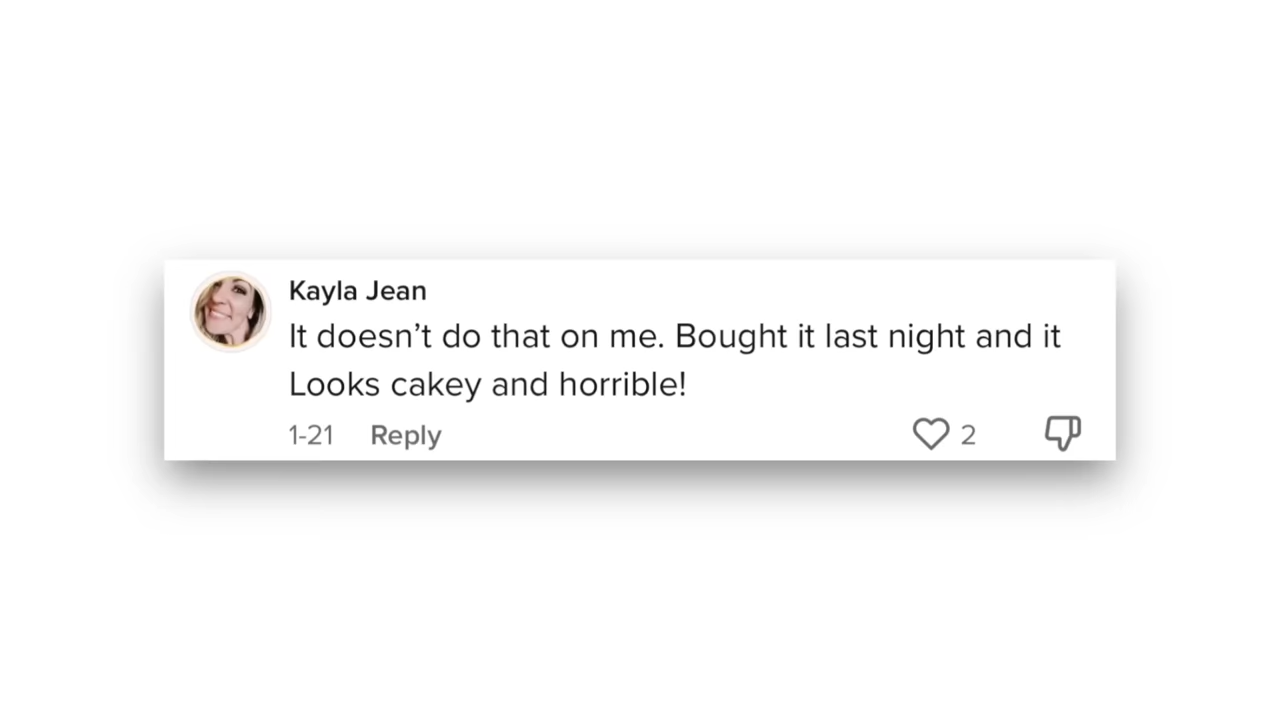 Kayla Jean
It doesn’t do that on me. Bought it last night and it
Looks cakey and horrible!
1-21 Reply 2